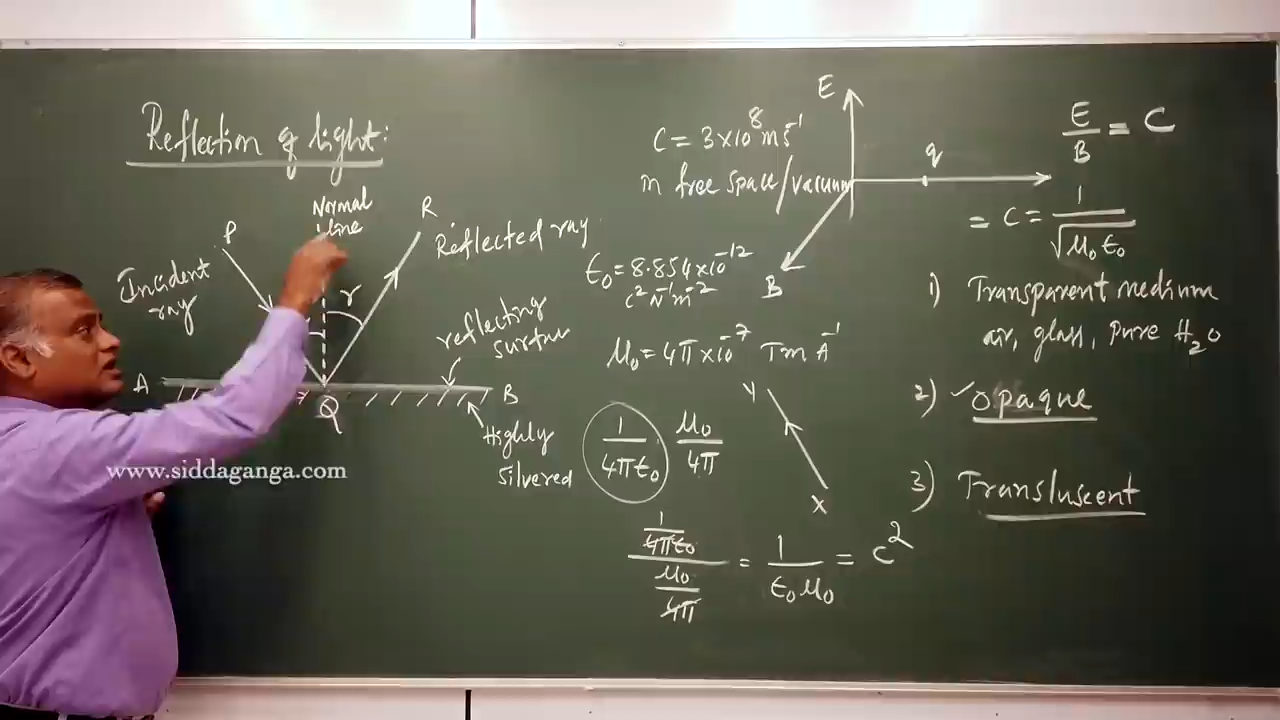 Reflection of light:
Normal
line
P
R
Reflected ray
Incident
ray
r
reflecting
A
B
Q
Highly
silvered
www.siddaganga.com
E
C = 3×10⁸ ms⁻¹
in free space/vacuum
q
B
ϵ₀ = 8.854×10⁻¹²
C² N⁻¹ m⁻²
μ₀ = 4π×10⁻⁷ Tm A⁻¹
1/4πϵ₀ μ₀/4π
Y
X
(1/4πϵ₀)/(μ₀/4π) = 1/ϵ₀μ₀ = c²
E/B = C
= C = 1/√μ₀ϵ₀
1) Transparent medium
air, glass, pure H₂O
2) ✓Opaque
3) Transluscent